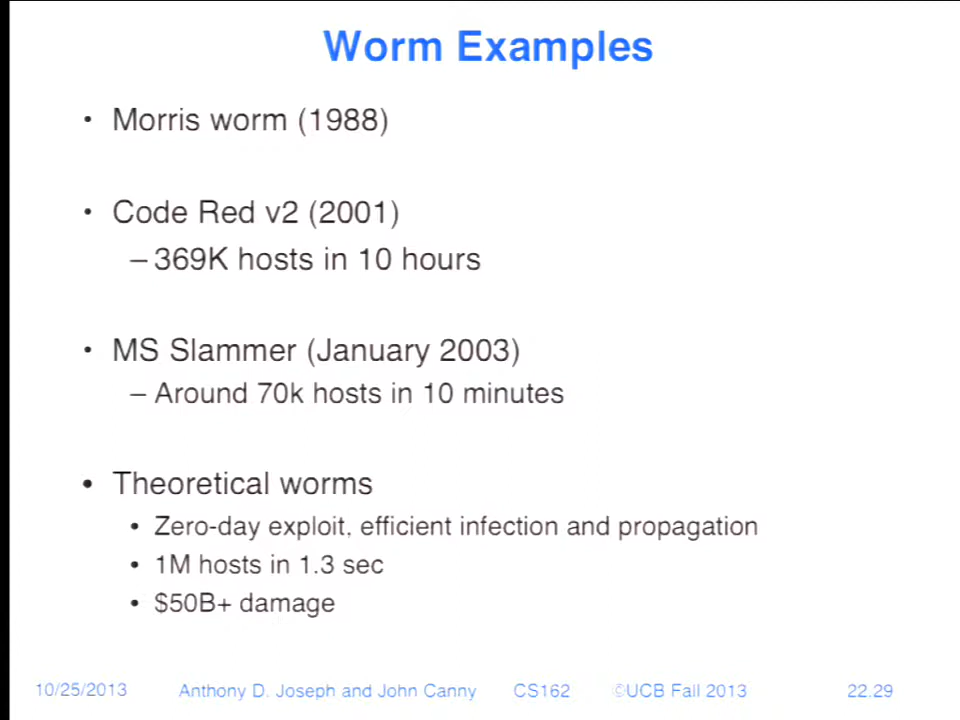 Worm Examples
• Morris worm (1988)
• Code Red v2 (2001)
– 369K hosts in 10 hours
• MS Slammer (January 2003)
– Around 70k hosts in 10 minutes
• Theoretical worms
• Zero-day exploit, efficient infection and propagation
• 1M hosts in 1.3 sec
• $50B+ damage
10/25/2013 Anthony D. Joseph and John Canny CS162 ©UCB Fall 2013 22.29